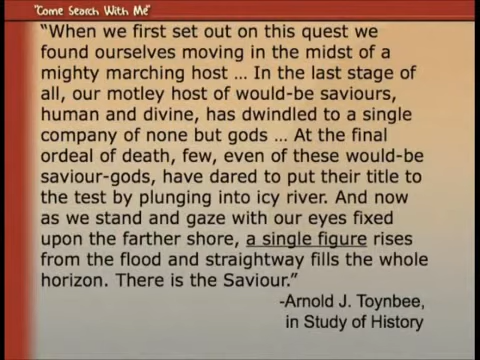 "Come Search With Me"
“When we first set out on this quest we
found ourselves moving in the midst of a
mighty marching host … In the last stage of
all, our motley host of would-be saviours,
human and divine, has dwindled to a single
company of none but gods … At the final
ordeal of death, few, even of these would-be
saviour-gods, have dared to put their title to
the test by plunging into icy river. And now
as we stand and gaze with our eyes fixed
upon the farther shore, a single figure rises
from the flood and straightway fills the whole
horizon. There is the Saviour.”
-Arnold J. Toynbee,
in Study of History